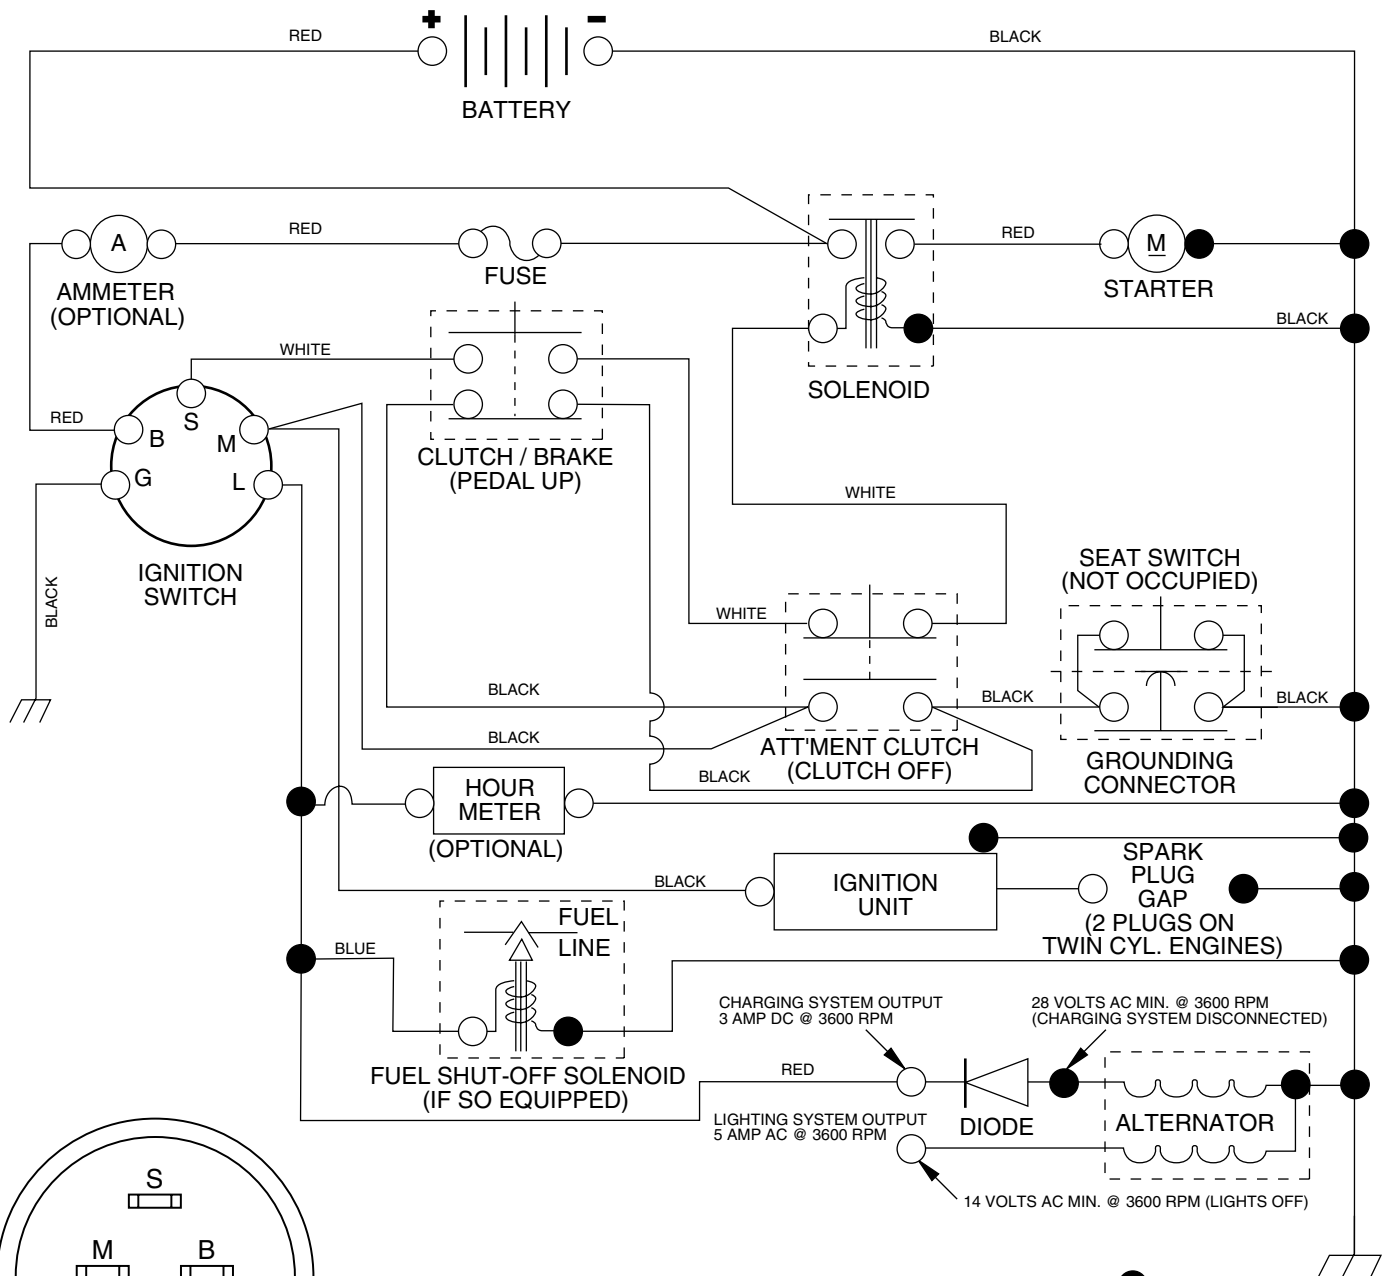 + -
RED
BLACK
BATTERY
A
RED
FUSE
RED
M
STARTER
AMMETER
(OPTIONAL)
BLACK
WHITE
SOLENOID
RED
S
B
M
G
L
CLUTCH / BRAKE
(PEDAL UP)
WHITE
IGNITION
SWITCH
BLACK
SEAT SWITCH
(NOT OCCUPIED)
WHITE
BLACK
BLACK
BLACK
BLACK
ATT'MENT CLUTCH
(CLUTCH OFF)
BLACK
GROUNDING
CONNECTOR
HOUR
METER
(OPTIONAL)
BLACK
IGNITION
UNIT
SPARK
PLUG
GAP
(2 PLUGS ON
TWIN CYL. ENGINES)
FUEL
LINE
BLUE
CHARGING SYSTEM OUTPUT
3 AMP DC @ 3600 RPM
28 VOLTS AC MIN. @ 3600 RPM
(CHARGING SYSTEM DISCONNECTED)
FUEL SHUT-OFF SOLENOID
(IF SO EQUIPPED)
RED
LIGHTING SYSTEM OUTPUT
5 AMP AC @ 3600 RPM
DIODE
ALTERNATOR
14 VOLTS AC MIN. @ 3600 RPM (LIGHTS OFF)
S
M
B